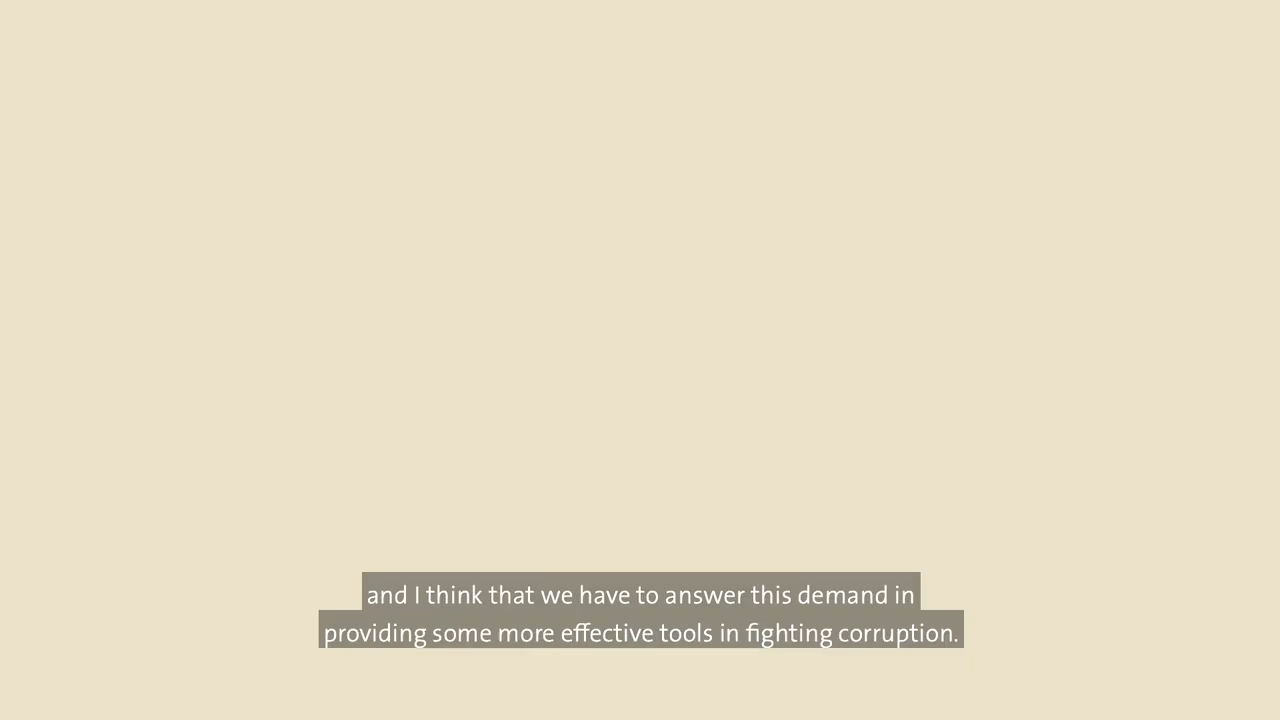 and I think that we have to answer this demand in
providing some more effective tools in fighting corruption.